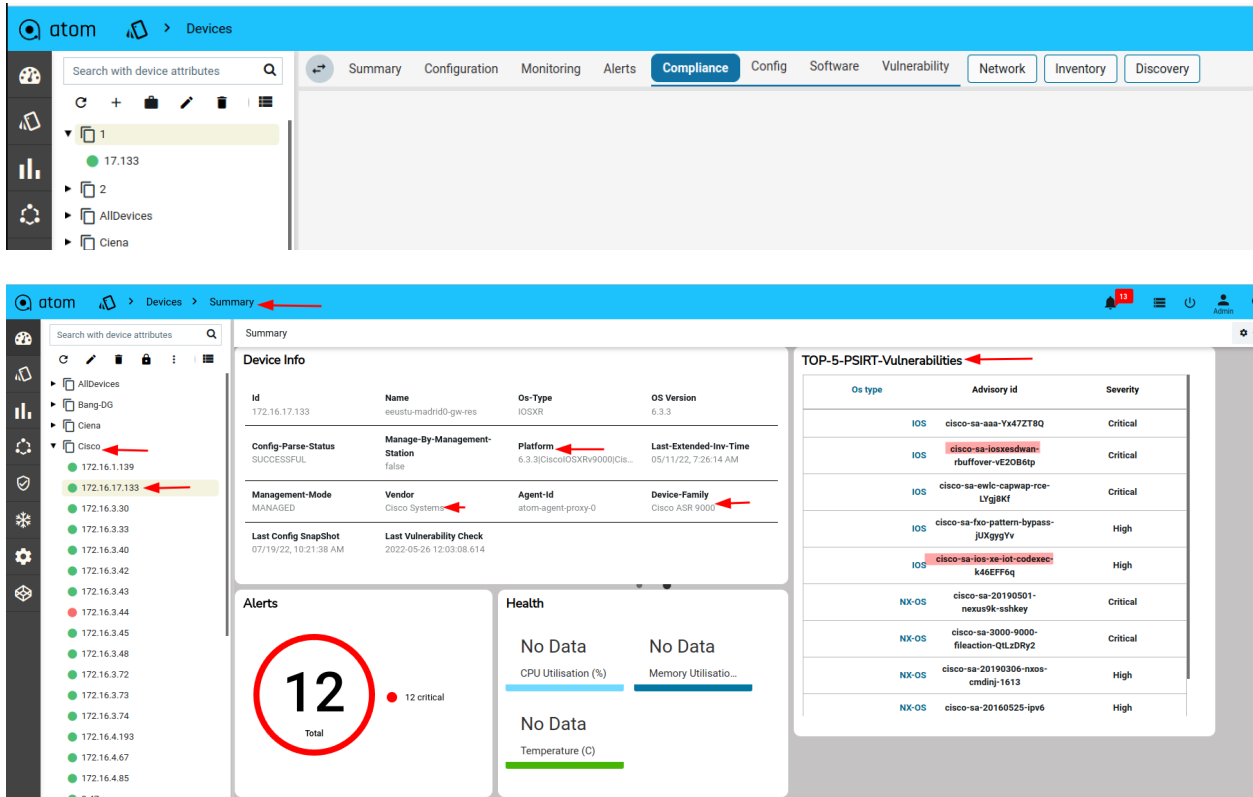 atom > Devices
Search with device attributes
Summary Configuration Monitoring Alerts Compliance Config Software Vulnerability Network Inventory Discovery
1
17.133
2
AllDevices
Ciena
atom > Devices > Summary
13
Admin
Search with device attributes
AllDevices
Bang-DG
Ciena
Cisco
172.16.1.139
172.16.17.133
172.16.3.30
172.16.3.33
172.16.3.40
172.16.3.42
172.16.3.43
172.16.3.44
172.16.3.45
172.16.3.48
172.16.3.72
172.16.3.73
172.16.3.74
172.16.4.193
172.16.4.67
172.16.4.85
Summary
Device Info
Id Name Os-Type OS Version
172.16.17.133 eeustu-madrid0-gw-res IOSXR 6.3.3
Config-Parse-Status Manage-By-Management-Station Platform Last-Extended-Inv-Time
SUCCESSFUL false 6.3.3|CiscoIOSXRv9000|Cis... 05/11/22, 7:26:14 AM
Management-Mode Vendor Agent-Id Device-Family
MANAGED Cisco Systems atom-agent-proxy-0 Cisco ASR 9000
Last Config SnapShot Last Vulnerability Check
07/19/22, 10:21:38 AM 2022-05-26 12:03:08.614
Alerts
12
Total
12 critical
Health
No Data No Data
CPU Utilisation (%) Memory Utilisatio...
No Data
Temperature (C)
TOP-5-PSIRT-Vulnerabilities
Os type Advisory id Severity
IOS cisco-sa-aaa-Yx47ZT8Q Critical
IOS cisco-sa-iosxesdwan-
rbuffover-vE2OB6tp Critical
IOS cisco-sa-ewlc-capwap-rce-
LYgj8Kf Critical
IOS cisco-sa-fxo-pattern-bypass-
jUXgygYv High
IOS cisco-sa-ios-xe-iot-codexec-
k46EFF6q High
NX-OS cisco-sa-20190501-
nexus9k-sshkey Critical
NX-OS cisco-sa-3000-9000-
fileaction-QtLzDRy2 Critical
NX-OS cisco-sa-20190306-nxos-
cmdinj-1613 High
NX-OS cisco-sa-20160525-ipv6 High